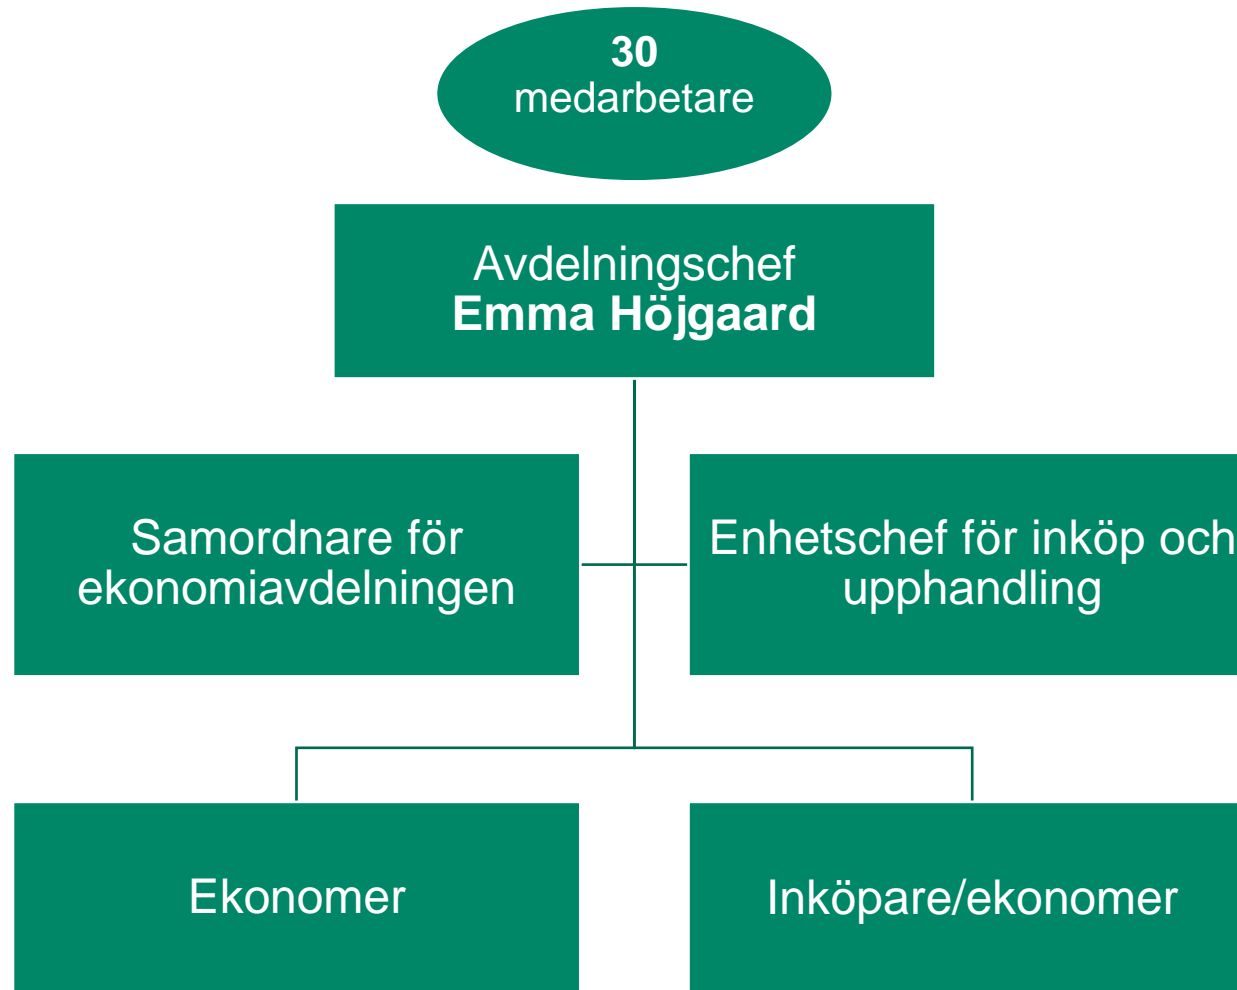 30
medarbetare
Avdelningschef
Emma Höjgaard
Samordnare för
ekonomiavdelningen
Enhetschef för inköp och
upphandling
Ekonomer
Inköpare/ekonomer